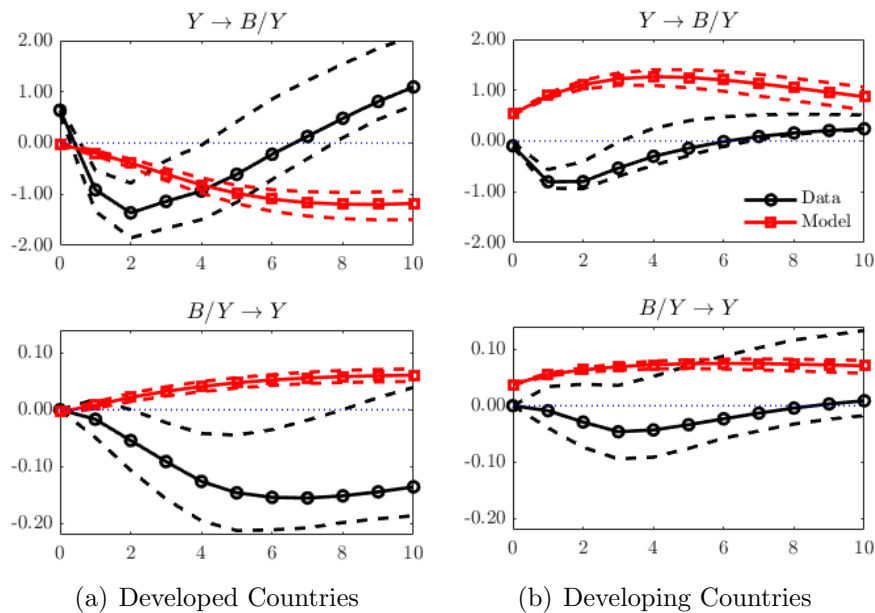 Y → B/Y
2.00
1.00
0.00
-1.00
-2.00
0 2 4 6 8 10
Y → B/Y
2.00
1.00
0.00
-1.00
-2.00
0 2 4 6 8 10
Data
Model
B/Y → Y
0.10
0.00
-0.10
-0.20
0 2 4 6 8 10
B/Y → Y
0.10
0.00
-0.10
-0.20
0 2 4 6 8 10
(a) Developed Countries
(b) Developing Countries